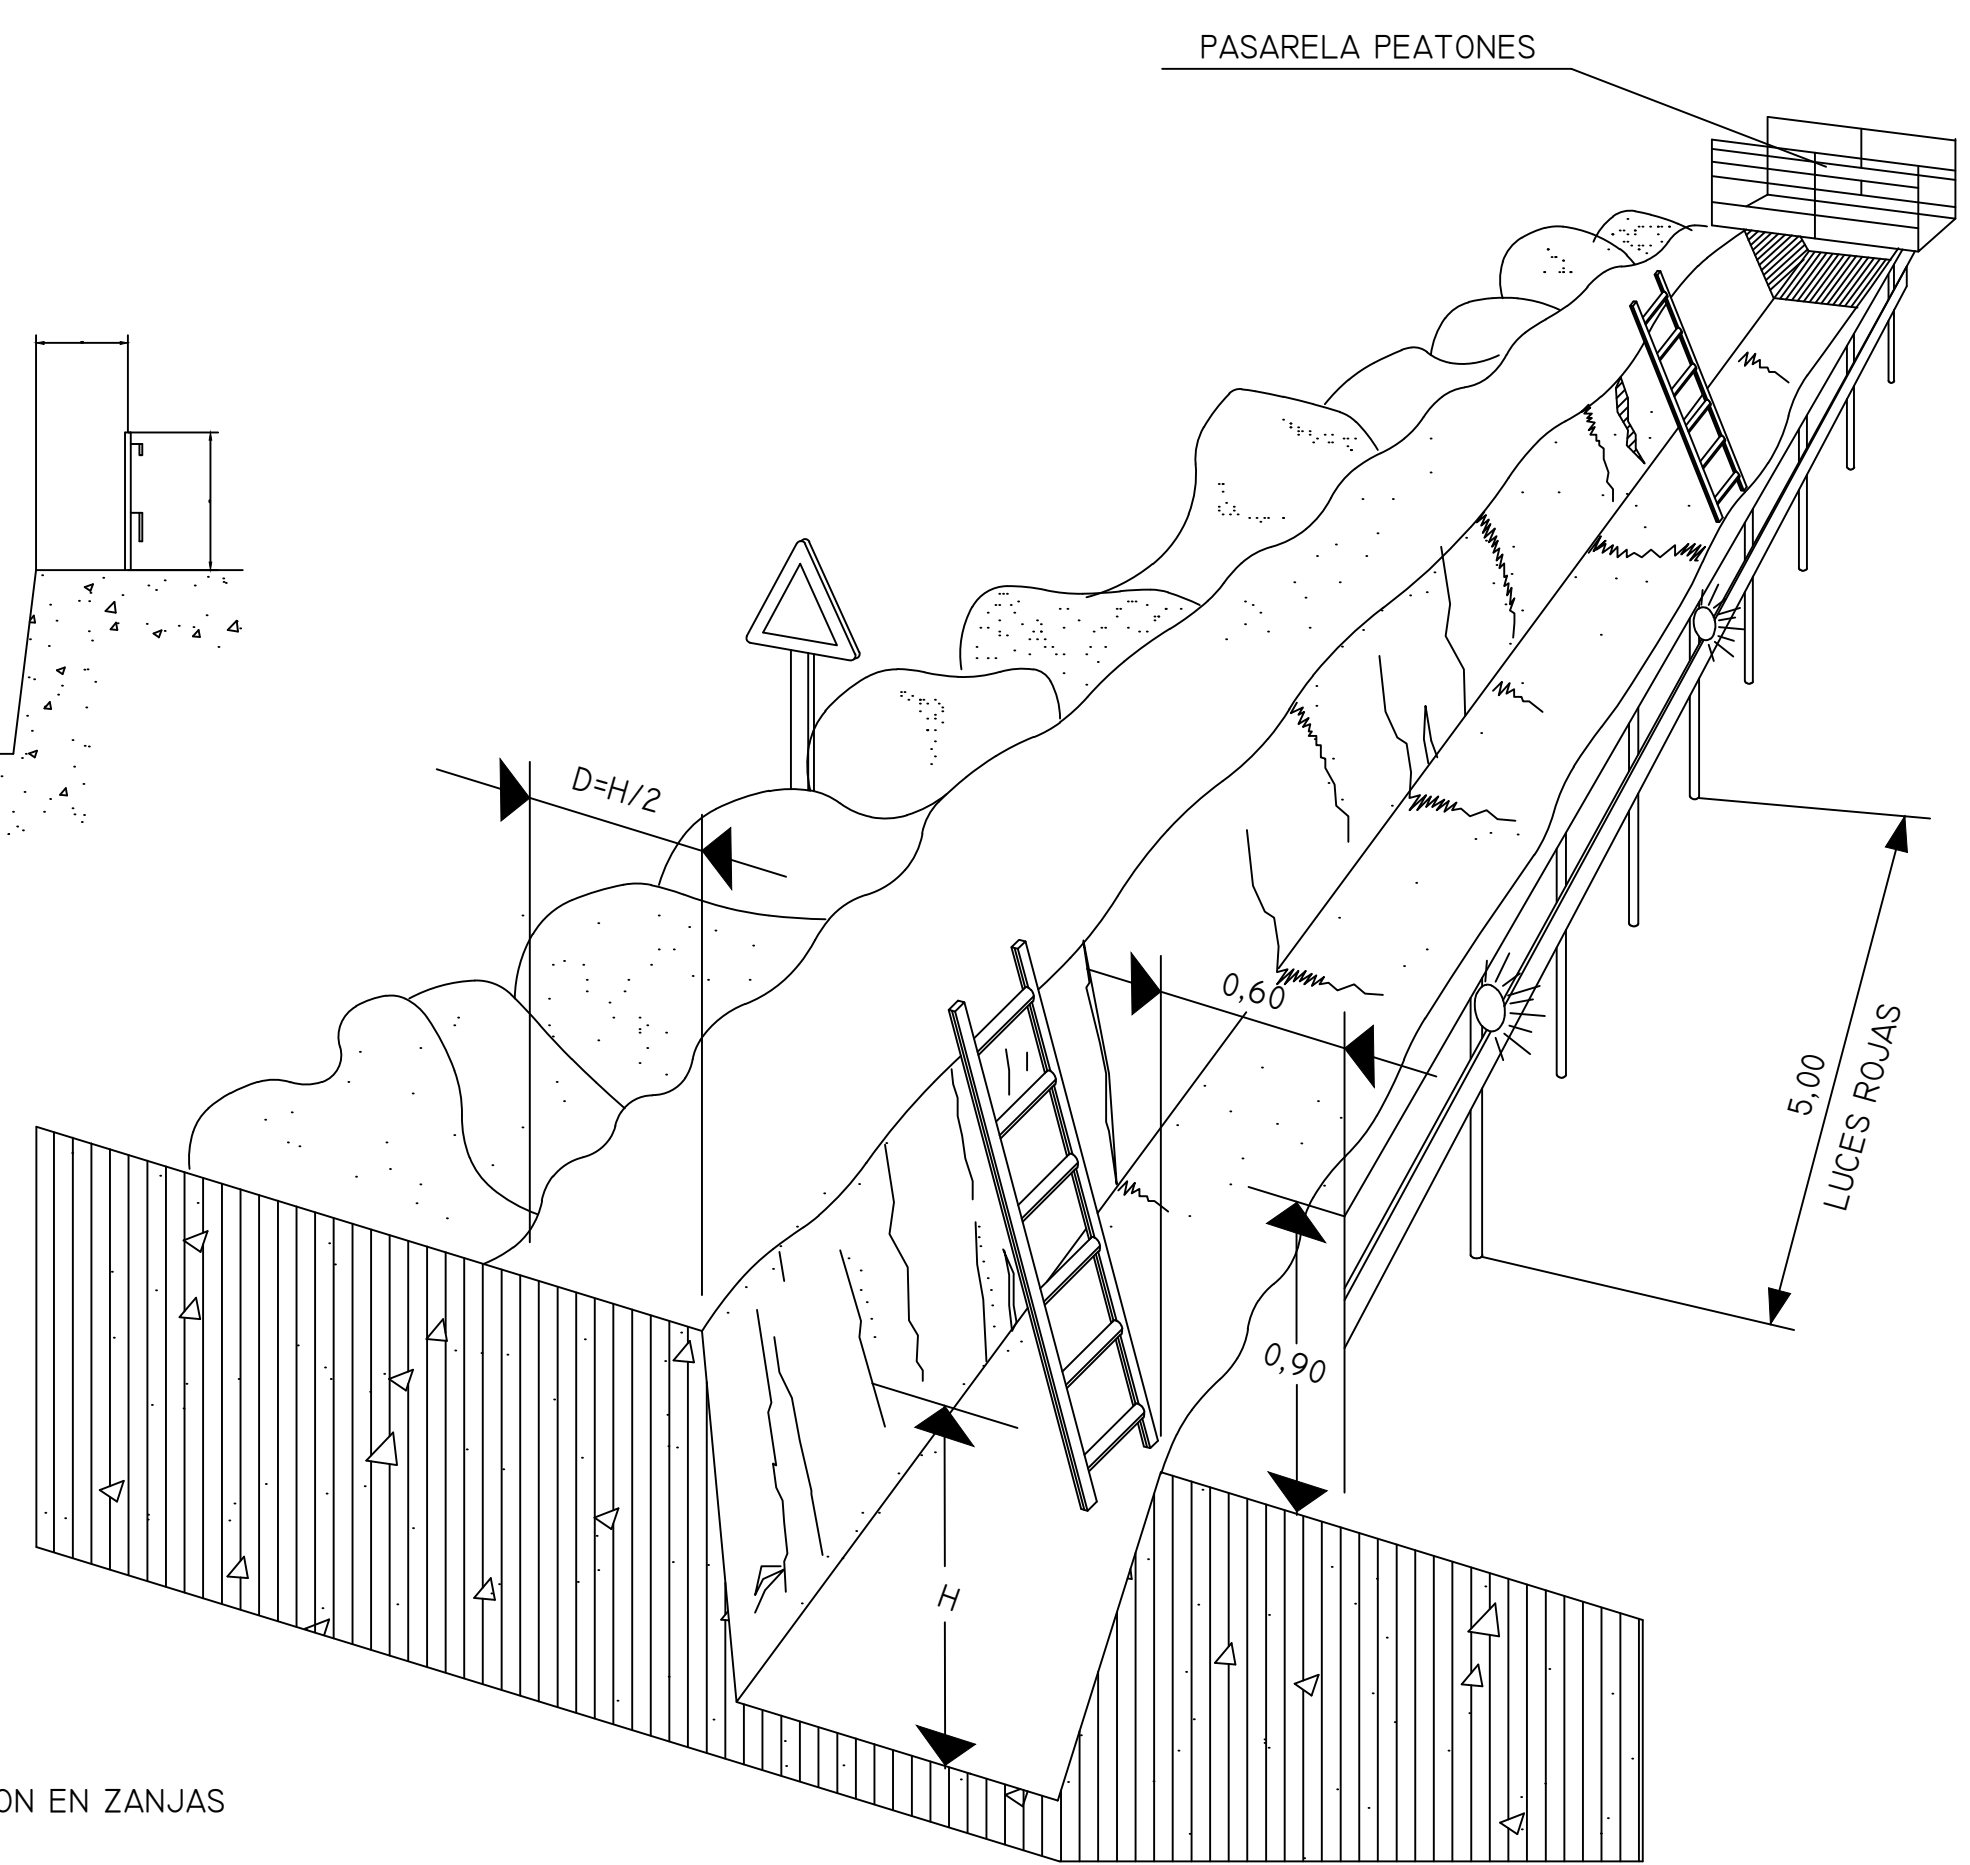 PASARELA PEATONES
D=H/2
0,60
5,00
LUCES ROJAS
0,90
H
ON EN ZANJAS